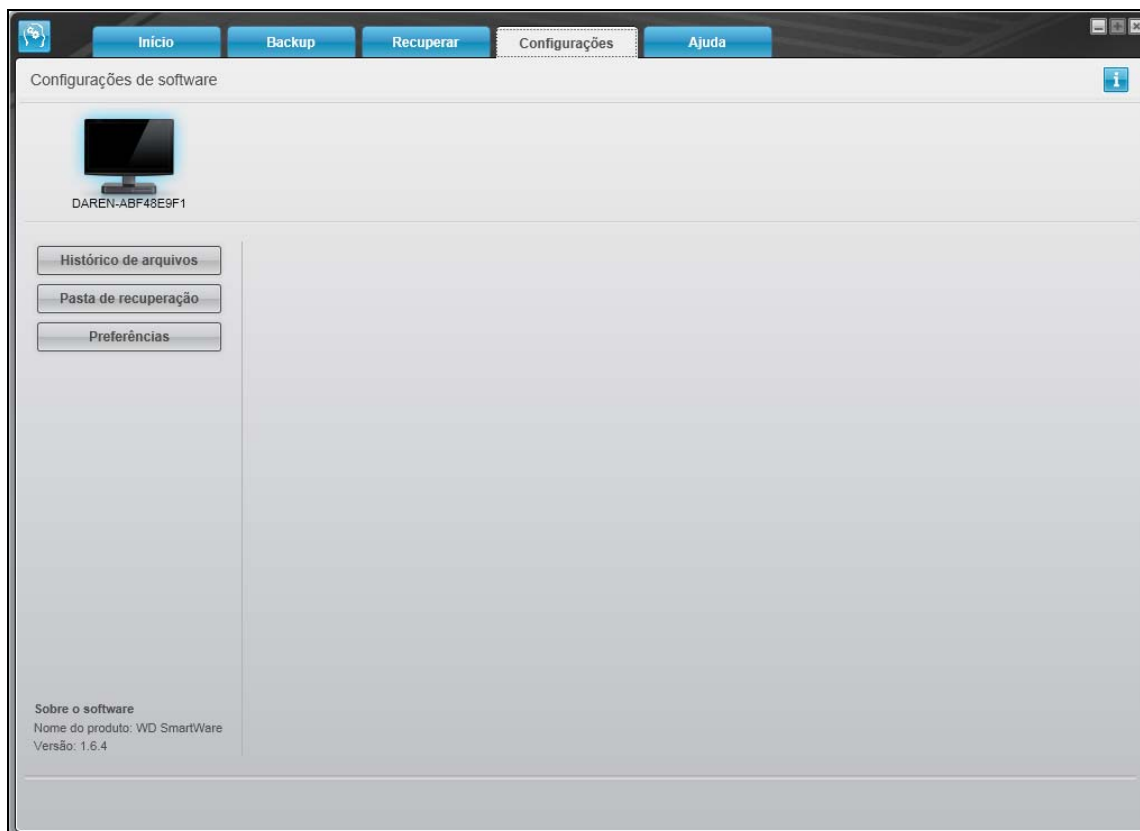 Início
Backup
Recuperar
Configurações
Ajuda
Configurações de software
DAREN-ABF48E9F1
Histórico de arquivos
Pasta de recuperação
Preferências
Sobre o software
Nome do produto: WD SmartWare
Versão: 1.6.4